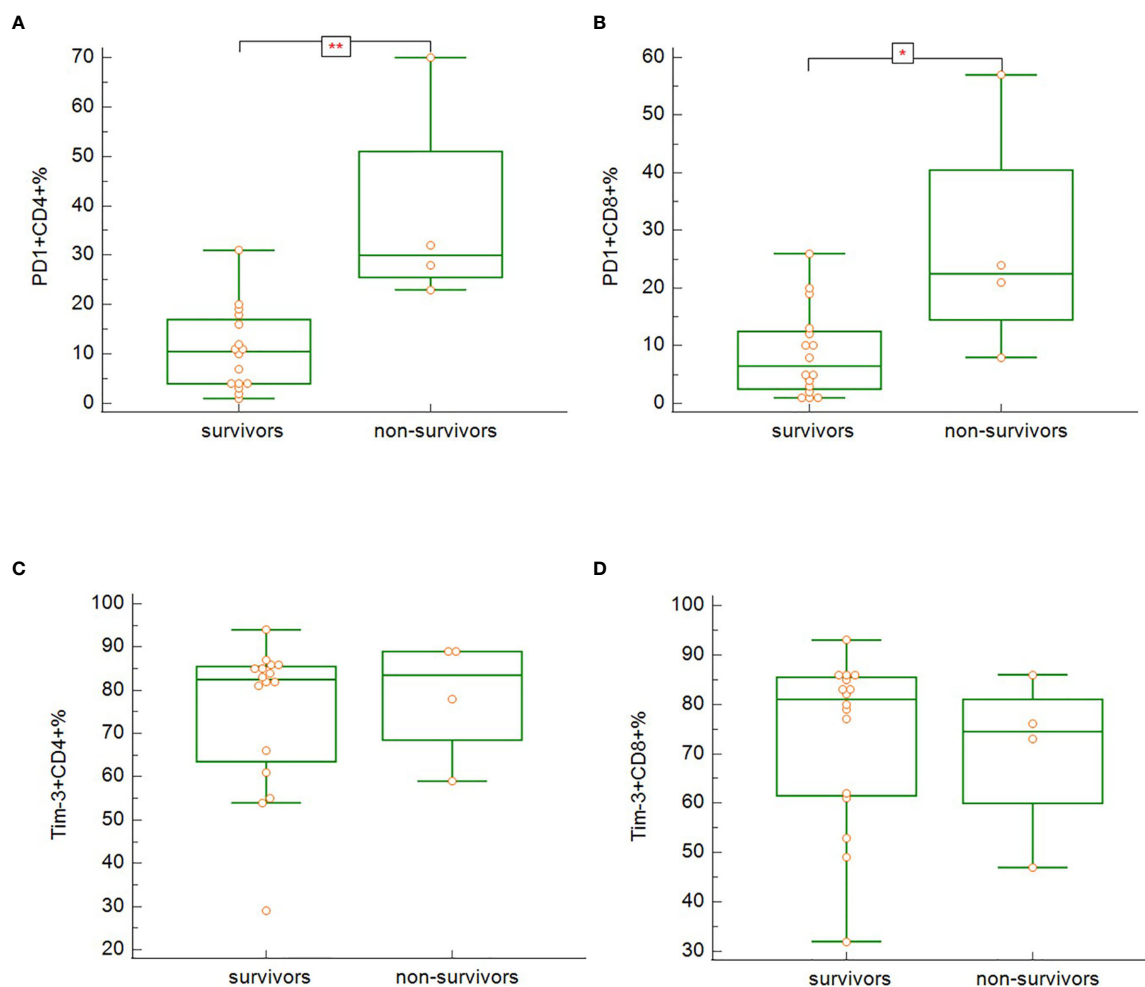 A
**
70
60
50
40
30
20
10
0
PD1+CD4+%
survivors
non-survivors
B
*
60
50
40
30
20
10
0
PD1+CD8+%
survivors
non-survivors
C
100
90
80
70
60
50
40
30
20
Tim-3+CD4+%
survivors
non-survivors
D
100
90
80
70
60
50
40
30
Tim-3+CD8+%
survivors
non-survivors